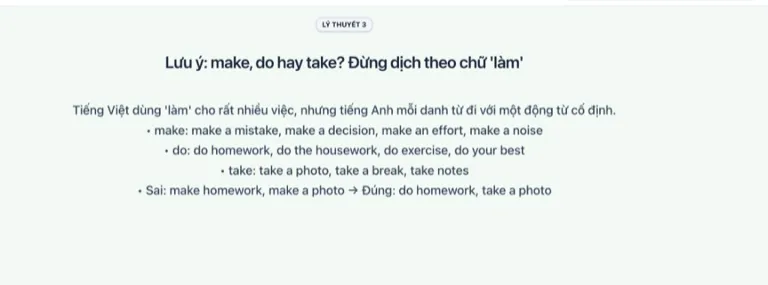 LÝ THUYẾT 3
Lưu ý: make, do hay take? Đừng dịch theo chữ 'làm'
Tiếng Việt dùng 'làm' cho rất nhiều việc, nhưng tiếng Anh mỗi danh từ đi với một động từ cố định.
• make: make a mistake, make a decision, make an effort, make a noise
• do: do homework, do the housework, do exercise, do your best
• take: take a photo, take a break, take notes
• Sai: make homework, make a photo → Đúng: do homework, take a photo